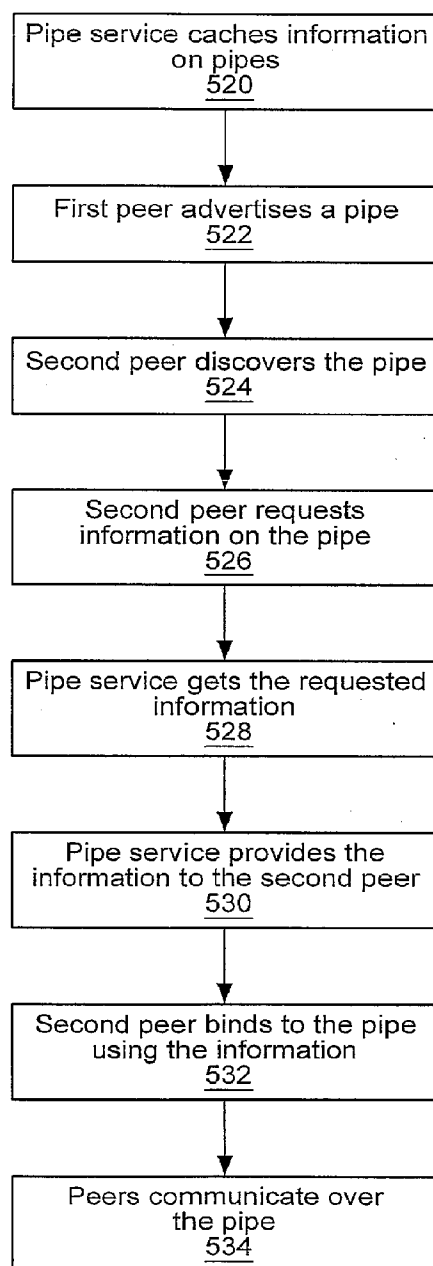 Pipe service caches information
on pipes
520
First peer advertises a pipe
522
Second peer discovers the pipe
524
Second peer requests
information on the pipe
526
Pipe service gets the requested
information
528
Pipe service provides the
information to the second peer
530
Second peer binds to the pipe
using the information
532
Peers communicate over
the pipe
534